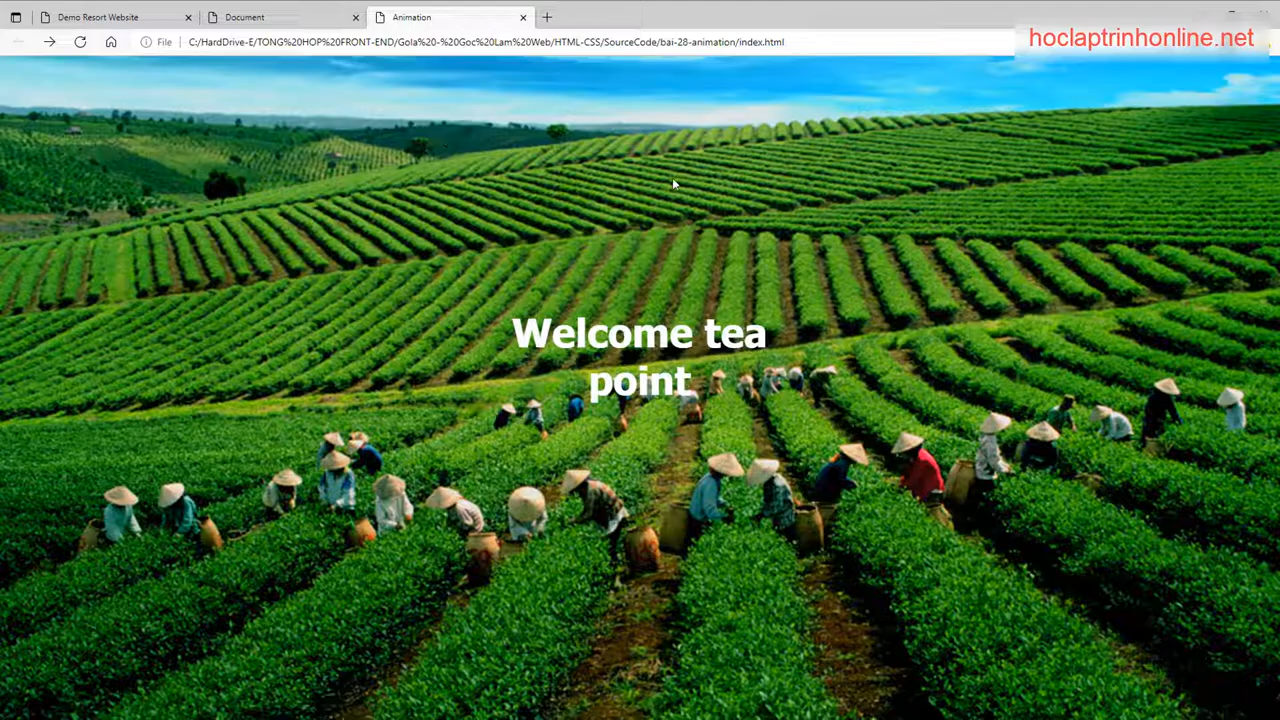 Demo Resort Website
Document
Animation
File
C:/HardDrive-E/TONG%20HOP%20FRONT-END/Gola%20-%20Goc%20Lam%20Web/HTML-CSS/SourceCode/bai-28-animation/index.html
hoclaptrinhonline.net
Welcome tea
point